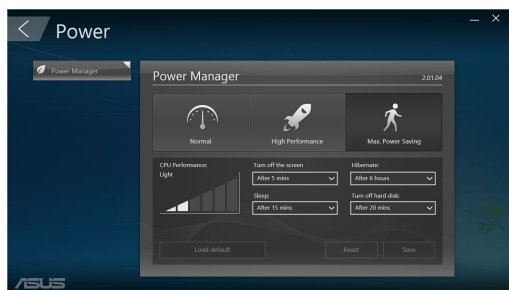 Power
Power Manager
Power Manager
2.01.04
Normal
High Performance
Max. Power Saving
CPU Performance:
Light
Turn off the screen
After 5 mins
Hibernate:
After 6 hours
Sleep:
After 15 mins
Turn off hard disk:
After 20 mins
Load default
Reset
Save
ASUS